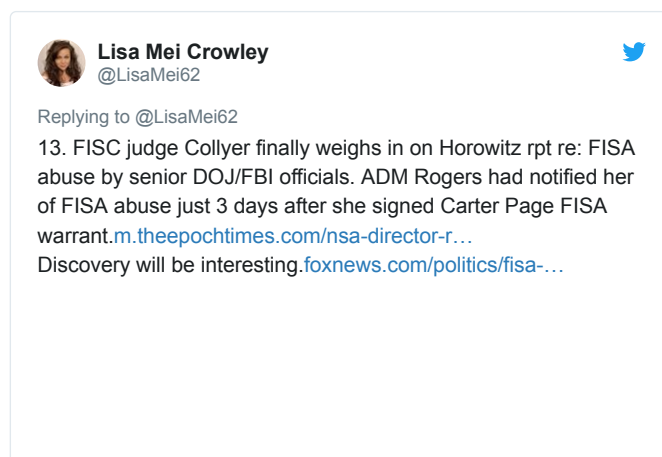 Lisa Mei Crowley
@LisaMei62
Replying to @LisaMei62
13. FISC judge Collyer finally weighs in on Horowitz rpt re: FISA
abuse by senior DOJ/FBI officials. ADM Rogers had notified her
of FISA abuse just 3 days after she signed Carter Page FISA
warrant.m.theepochtimes.com/nsa-director-r…
Discovery will be interesting.foxnews.com/politics/fisa-…